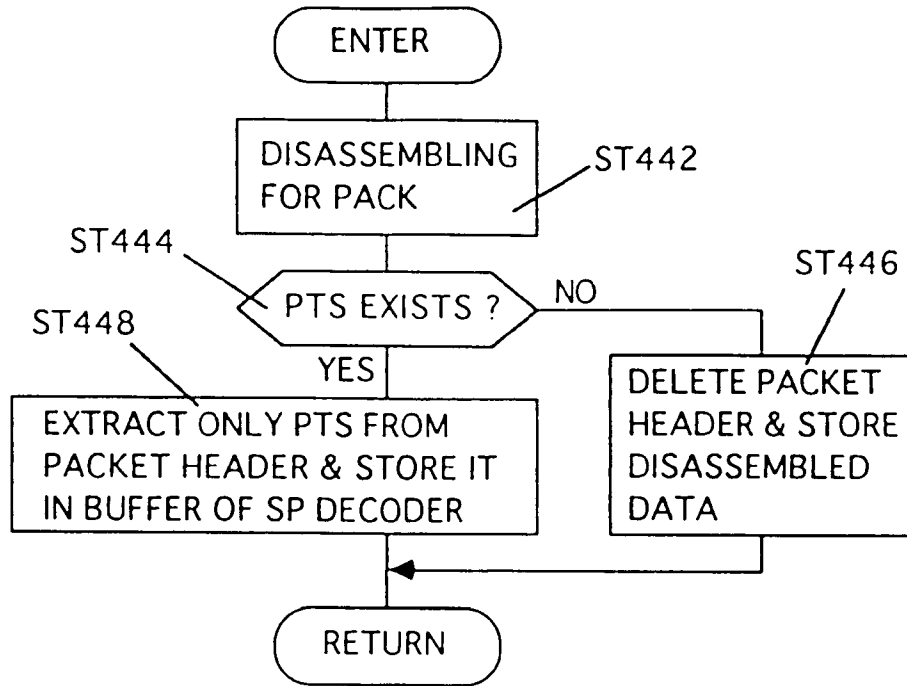 ENTER
DISASSEMBLING
FOR PACK
ST442
ST444
PTS EXISTS ?
NO
ST446
ST448
YES
EXTRACT ONLY PTS FROM
PACKET HEADER & STORE IT
IN BUFFER OF SP DECODER
DELETE PACKET
HEADER & STORE
DISASSEMBLED
DATA
RETURN